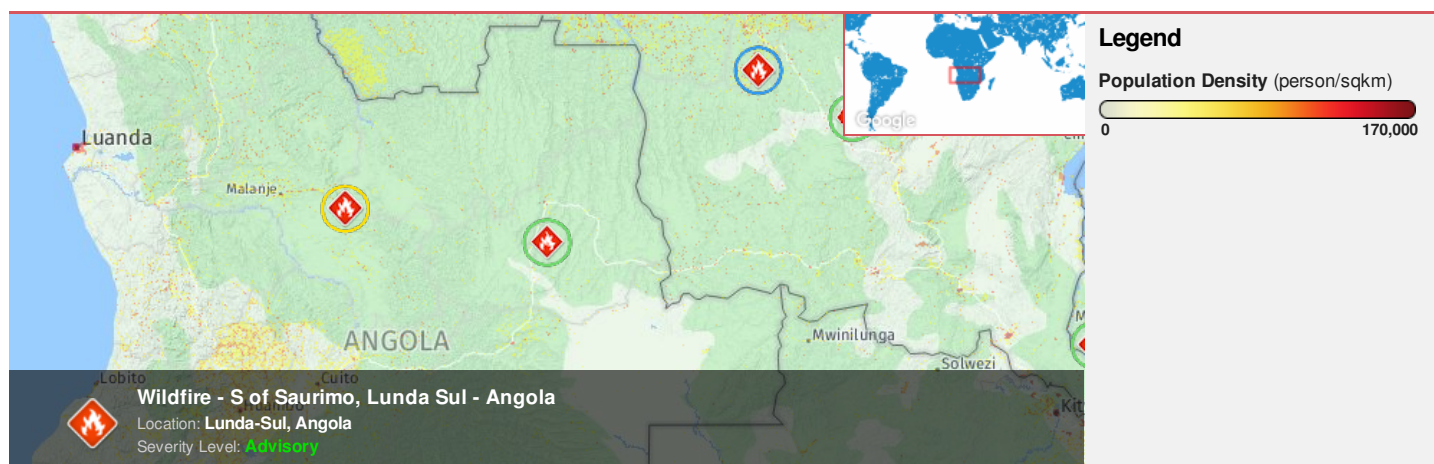 Legend
Population Density (person/sqkm)
0 170,000
Google
Luanda
Malanje
ANGOLA
Mwinilunga
Solwezi
Lobito
Cuito
Huambo
Wildfire - S of Saurimo, Lunda Sul - Angola
Location: Lunda-Sul, Angola
Severity Level: Advisory